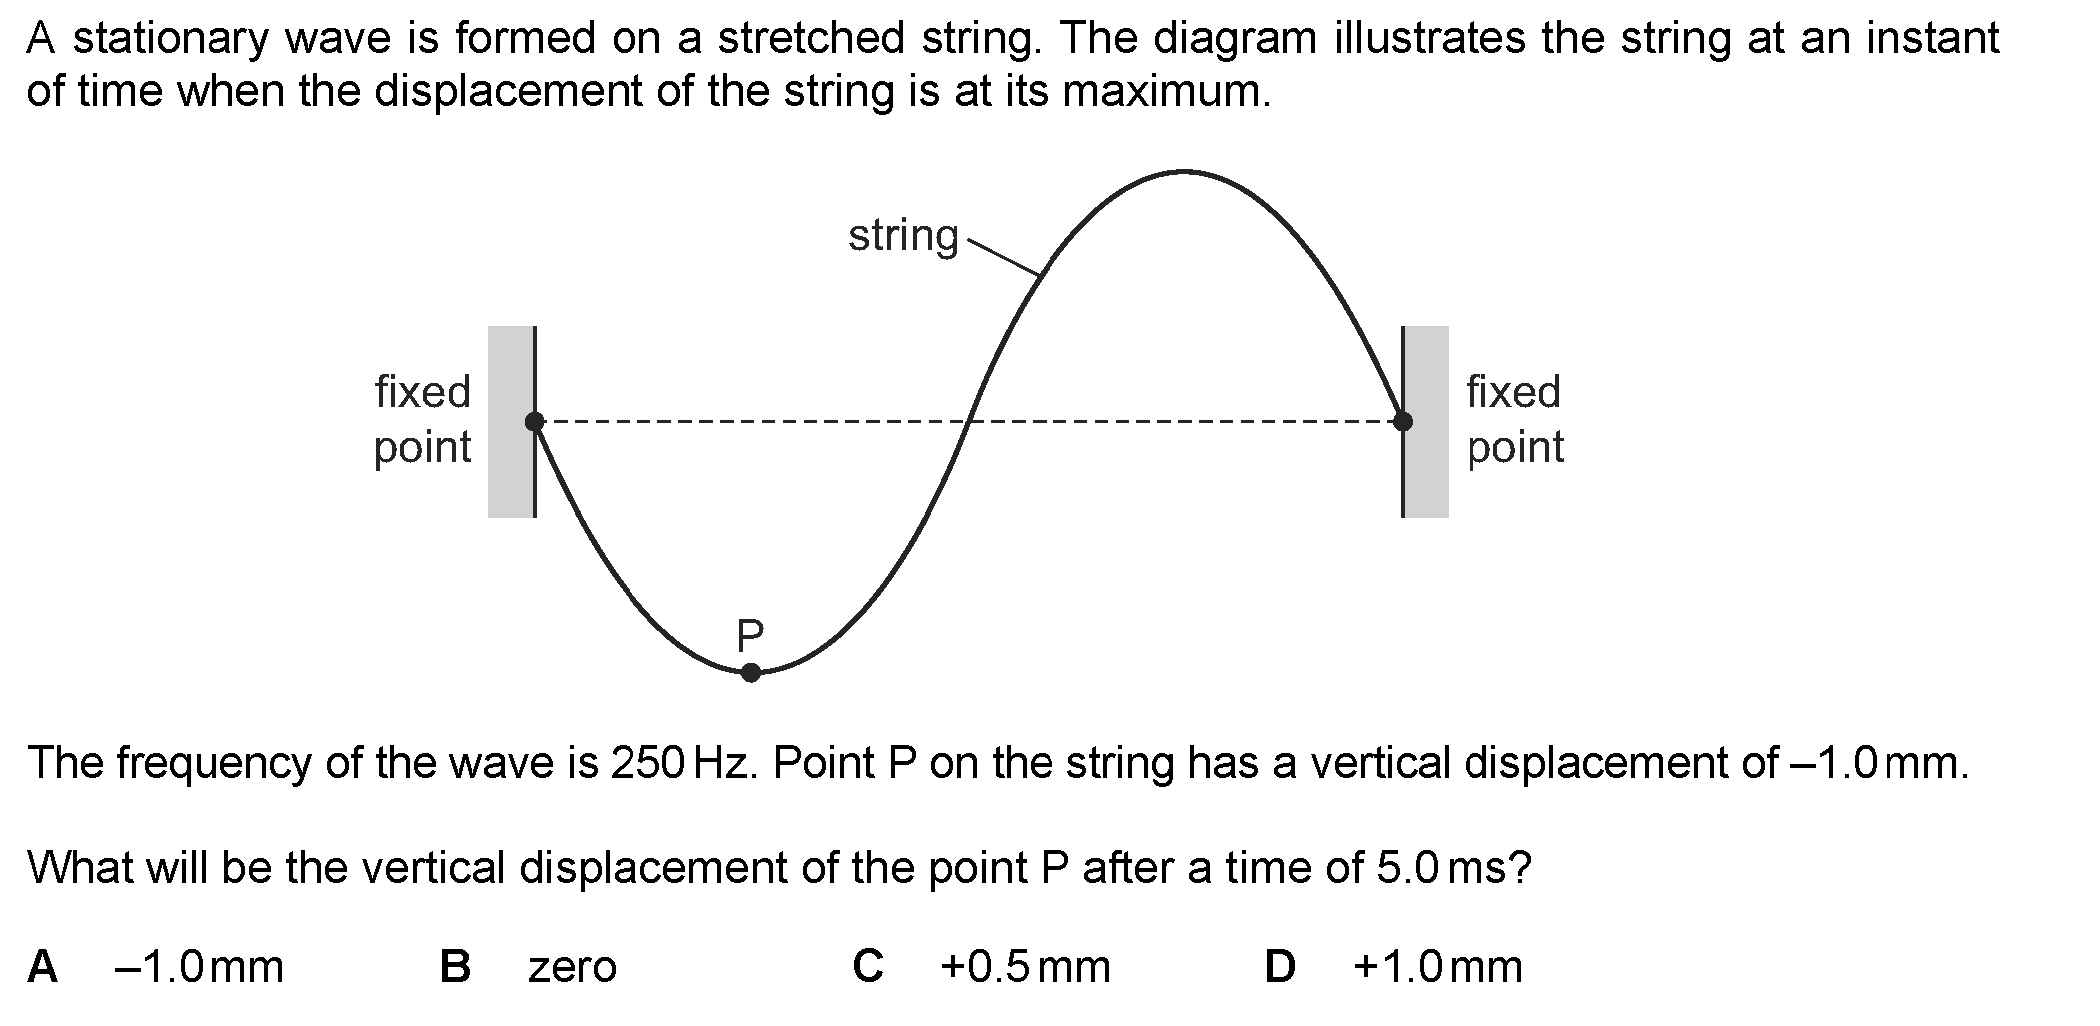 A stationary wave is formed on a stretched string. The diagram illustrates the string at an instant
of time when the displacement of the string is at its maximum.
string
fixed
point
fixed
point
P
The frequency of the wave is 250 Hz. Point P on the string has a vertical displacement of –1.0 mm.
What will be the vertical displacement of the point P after a time of 5.0 ms?
A –1.0 mm B zero C +0.5 mm D +1.0 mm